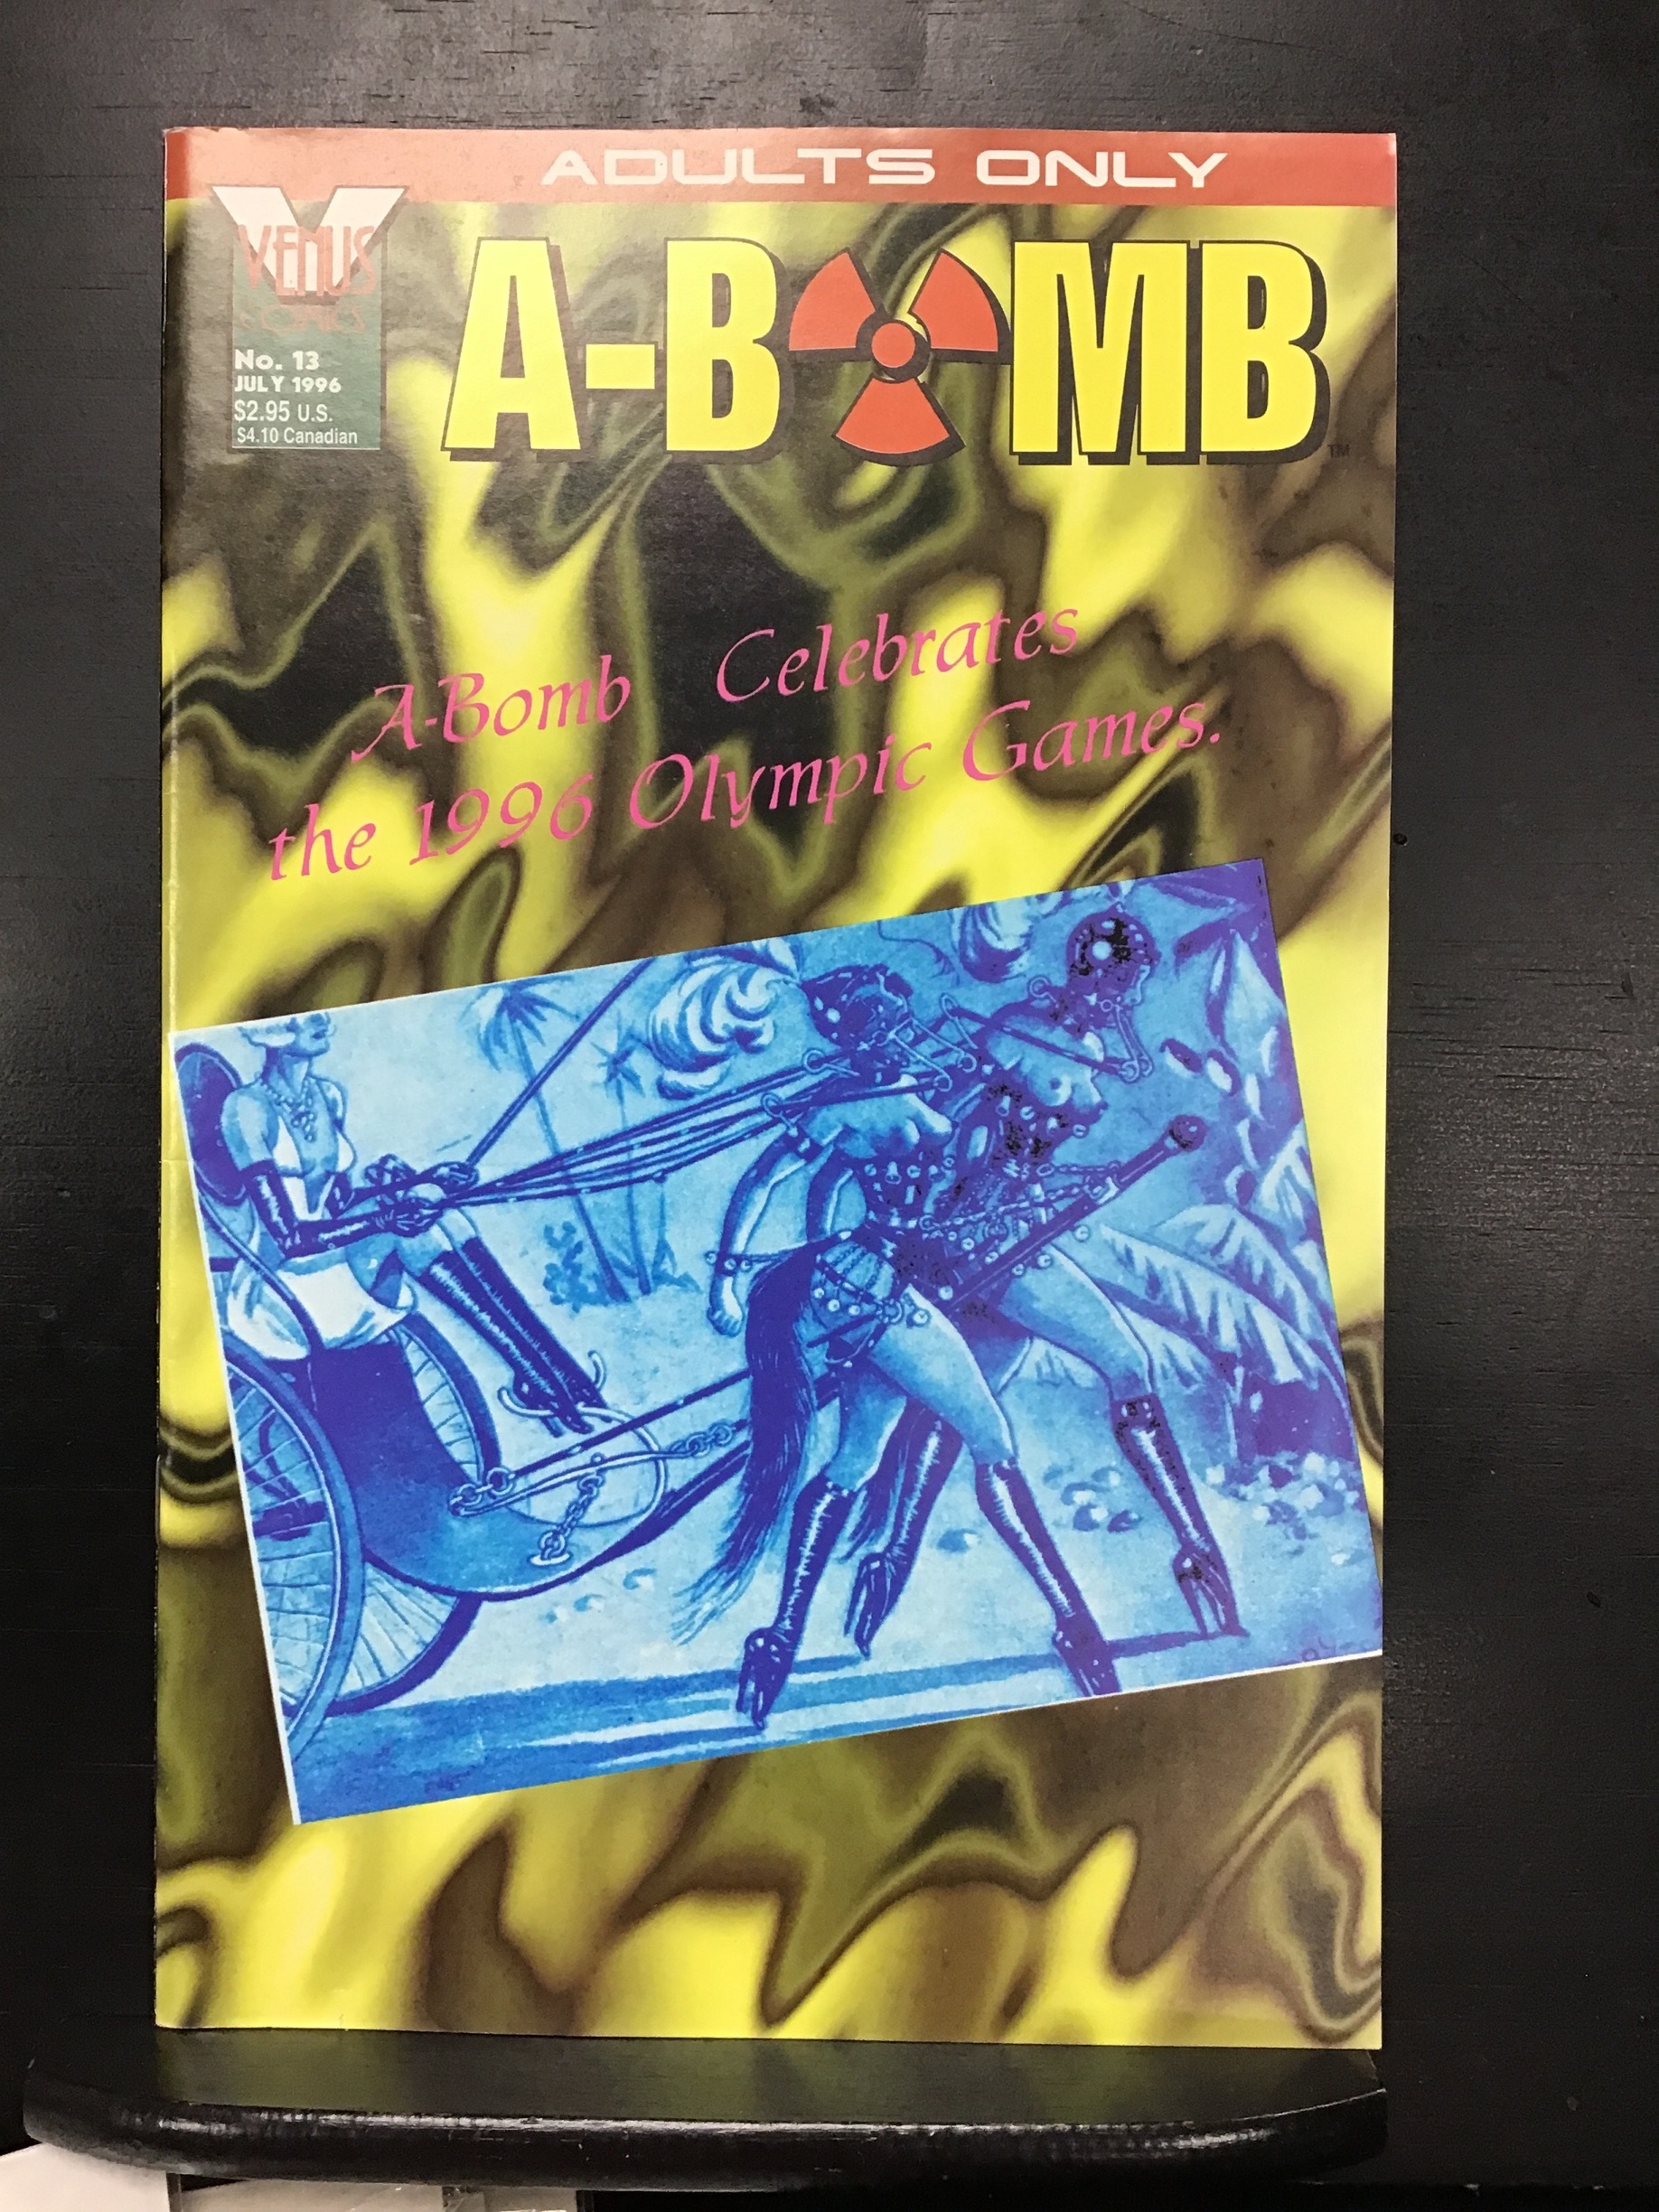 ADULTS ONLY
VENUS
COMICS
No. 13
JULY 1996
$2.95 U.S.
$4.10 Canadian
A-BOMB
TM
A-Bomb Celebrates
the 1996 Olympic Games.